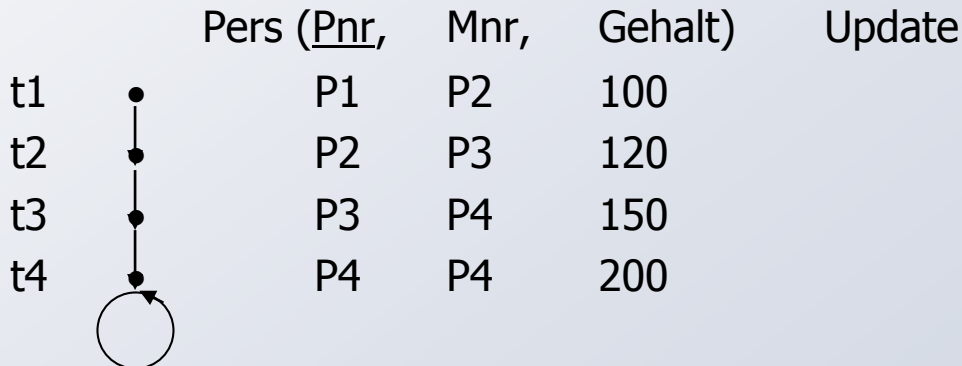 Pers (Pnr, Mnr, Gehalt) Update
t1 P1 P2 100
t2 P2 P3 120
t3 P3 P4 150
t4 P4 P4 200